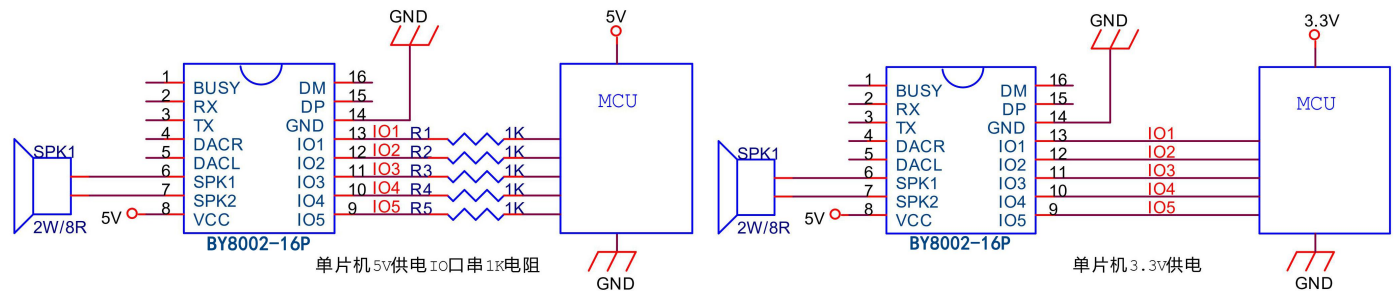 GND
5V
1 BUSY DM 16
2 RX DP 15
3 TX GND 14
4 DACR IO1 13 IO1 R1 1K
5 DACL IO2 12 IO2 R2 1K
6 SPK1 IO3 11 IO3 R3 1K
7 SPK2 IO4 10 IO4 R4 1K
8 VCC IO5 9 IO5 R5 1K
MCU
SPK1
5V
2W/8R
BY8002-16P
GND
单片机5V供电IO口串1K电阻
GND
3.3V
1 BUSY DM 16
2 RX DP 15
3 TX GND 14
4 DACR IO1 13 IO1
5 DACL IO2 12 IO2
6 SPK1 IO3 11 IO3
7 SPK2 IO4 10 IO4
8 VCC IO5 9 IO5
MCU
SPK1
5V
2W/8R
BY8002-16P
GND
单片机3.3V供电